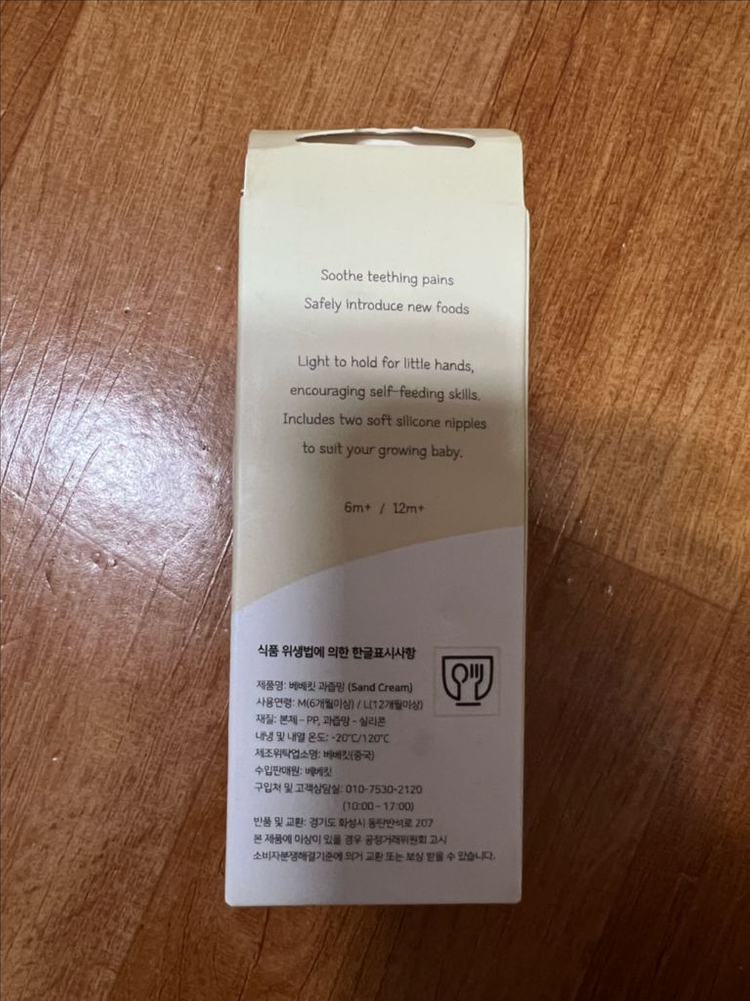 Soothe teething pains
Safely introduce new foods
Light to hold for little hands,
encouraging self-feeding skills.
Includes two soft silicone nipples
to suit your growing baby.
6m+ / 12m+
식품 위생법에 의한 한글표시사항
제품명: 베베킷 과즙망 (Sand Cream)
사용연령: M(6개월이상) / L(12개월이상)
재질: 본체 - PP, 과즙망 - 실리콘
내냉 및 내열 온도: -20°C/120°C
제조위탁업소명: 베베킷(중국)
수입판매원: 베베킷
구입처 및 고객상담실: 010-7530-2120
(10:00 - 17:00)
반품 및 교환: 경기도 화성시 동탄반석로 207
본 제품에 이상이 있을 경우 공정거래위원회 고시
소비자분쟁해결기준에 의거 교환 또는 보상 받을 수 있습니다.